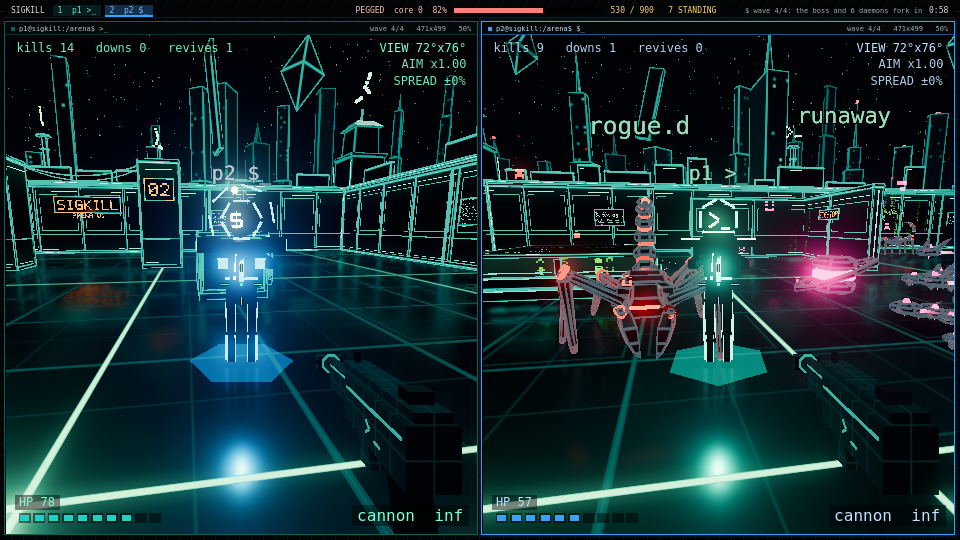 SIGKILL 1 p1 >_ 2 p2 $ PEGGED core 0 82% 530 / 900 7 STANDING $ wave 4/4: the boss and 6 daemons fork in 0:58
p1@sigkill:/arena$ >_ wave 4/4 471x499 50%
kills 14 downs 0 revives 1
VIEW 72°x76°
AIM x1.00
SPREAD ±0%
p2 $
02
SIGKILL
$
HP 78
cannon inf
p2@sigkill:/arena$ $_ wave 4/4 471x499 50%
kills 9 downs 1 revives 0
VIEW 72°x76°
AIM x1.00
SPREAD ±0%
rogue.d
runaway
p1 >
>_
HP 57
cannon inf